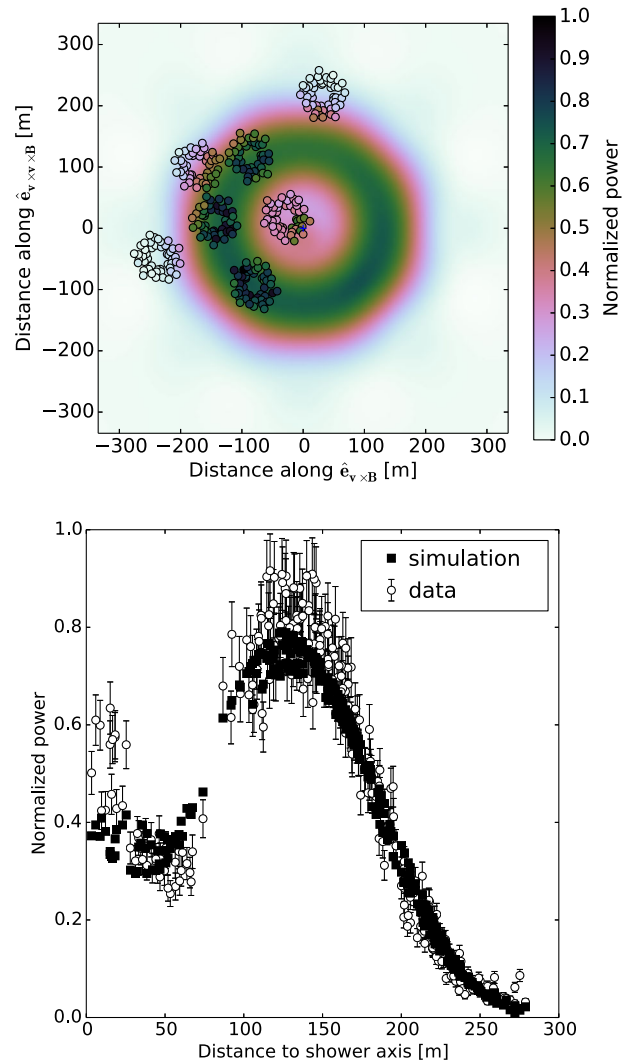 300
200
100
0
−100
−200
−300
−300 −200 −100 0 100 200 300
Distance along ê_{v×v×B} [m]
Distance along ê_{v×B} [m]
1.0
0.9
0.8
0.7
0.6
0.5
0.4
0.3
0.2
0.1
0.0
Normalized power
1.0
0.8
0.6
0.4
0.2
0.0
Normalized power
simulation
data
0 50 100 150 200 250 300
Distance to shower axis [m]